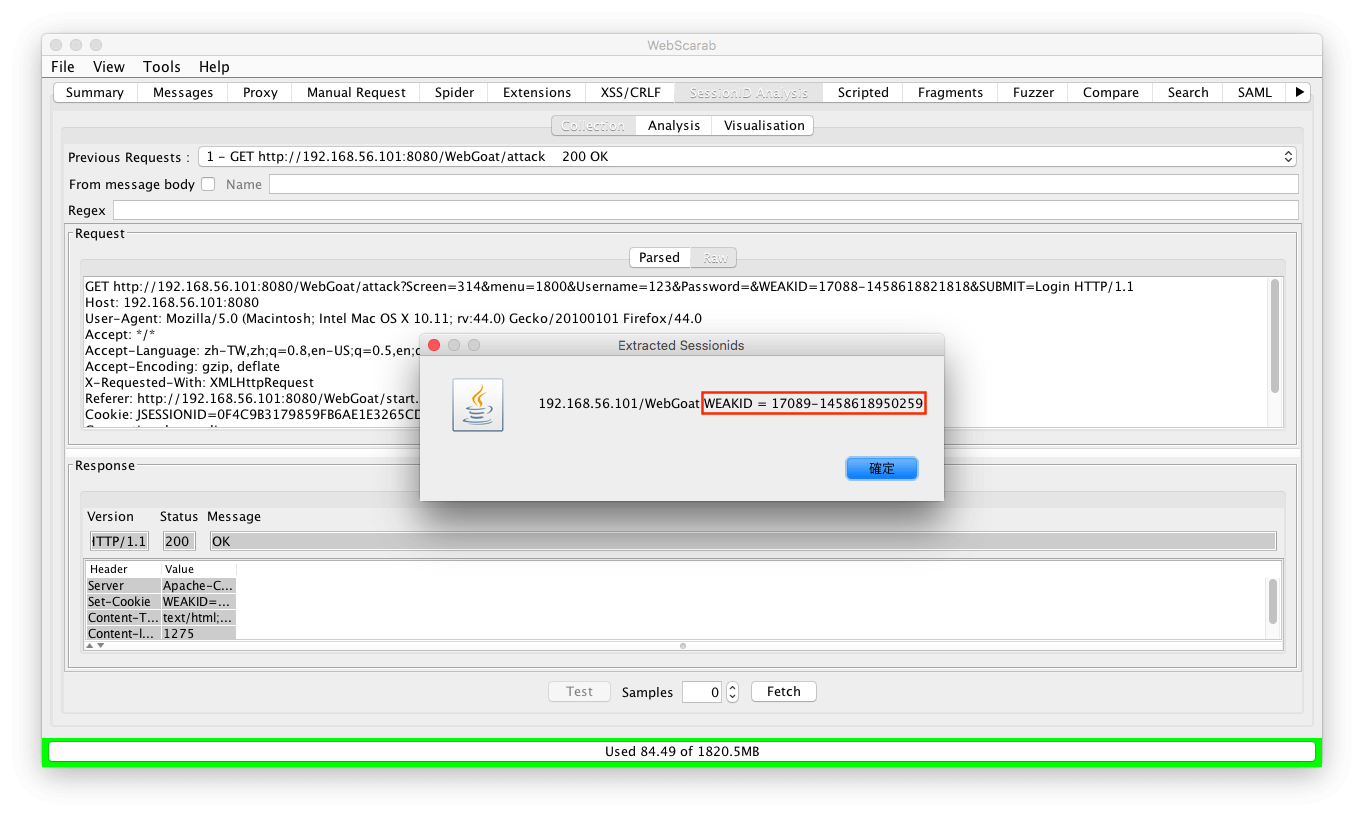 WebScarab
File View Tools Help
Summary Messages Proxy Manual Request Spider Extensions XSS/CRLF SessionID Analysis Scripted Fragments Fuzzer Compare Search SAML
Collection Analysis Visualisation
Previous Requests : 1 - GET http://192.168.56.101:8080/WebGoat/attack 200 OK
From message body Name
Regex
Request
Parsed Raw
GET http://192.168.56.101:8080/WebGoat/attack?Screen=314&menu=1800&Username=123&Password=&WEAKID=17088-1458618821818&SUBMIT=Login HTTP/1.1
Host: 192.168.56.101:8080
User-Agent: Mozilla/5.0 (Macintosh; Intel Mac OS X 10.11; rv:44.0) Gecko/20100101 Firefox/44.0
Accept: */*
Accept-Language: zh-TW,zh;q=0.8,en-US;q=0.5,en;
Accept-Encoding: gzip, deflate
X-Requested-With: XMLHttpRequest
Referer: http://192.168.56.101:8080/WebGoat/start.
Cookie: JSESSIONID=0F4C9B3179859FB6AE1E3265CD
Extracted Sessionids
192.168.56.101/WebGoat WEAKID = 17089-1458618950259
確定
Response
Version Status Message
HTTP/1.1 200 OK
Header Value
Server Apache-C...
Set-Cookie WEAKID=...
Content-T... text/html;...
Content-l... 1275
Test Samples 0 Fetch
Used 84.49 of 1820.5MB